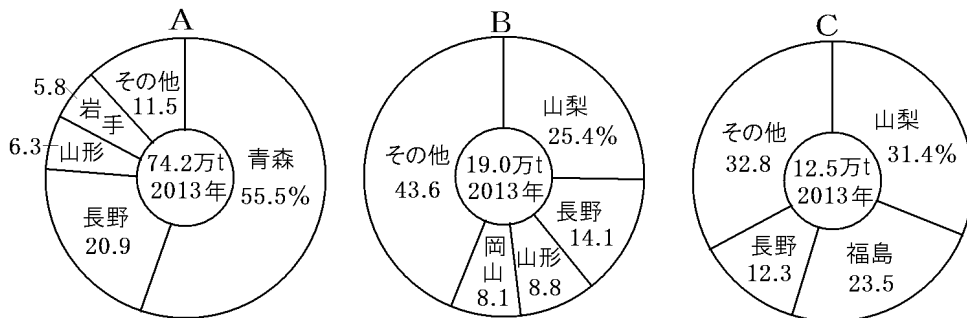 A
青森
55.5%
長野
20.9
山形
6.3
岩手
5.8
その他
11.5
74.2万t
2013年
B
山梨
25.4%
長野
14.1
山形
8.8
岡山
8.1
その他
43.6
19.0万t
2013年
C
山梨
31.4%
福島
23.5
長野
12.3
その他
32.8
12.5万t
2013年